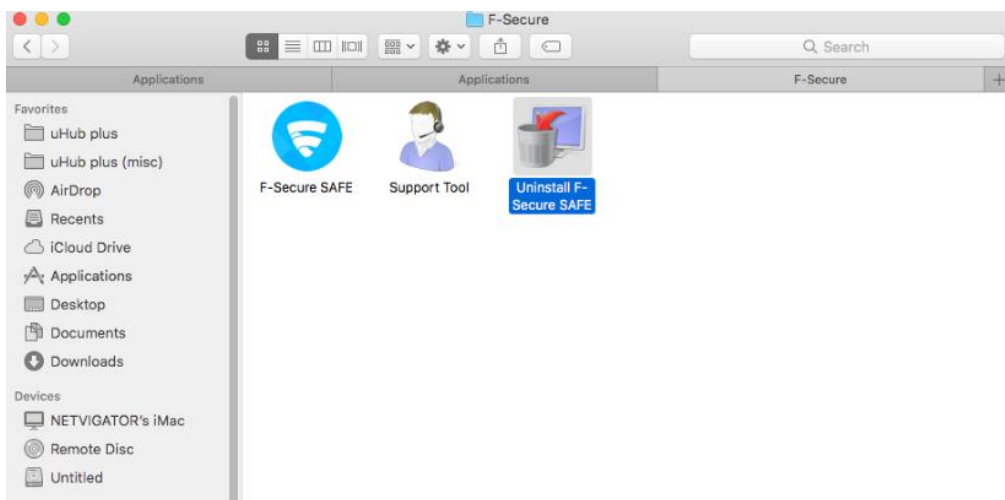 F-Secure
Search
Applications
Applications
F-Secure
Favorites
uHub plus
uHub plus (misc)
AirDrop
Recents
iCloud Drive
Applications
Desktop
Documents
Downloads
Devices
NETVIGATOR's iMac
Remote Disc
Untitled
F-Secure SAFE
Support Tool
Uninstall F-
Secure SAFE